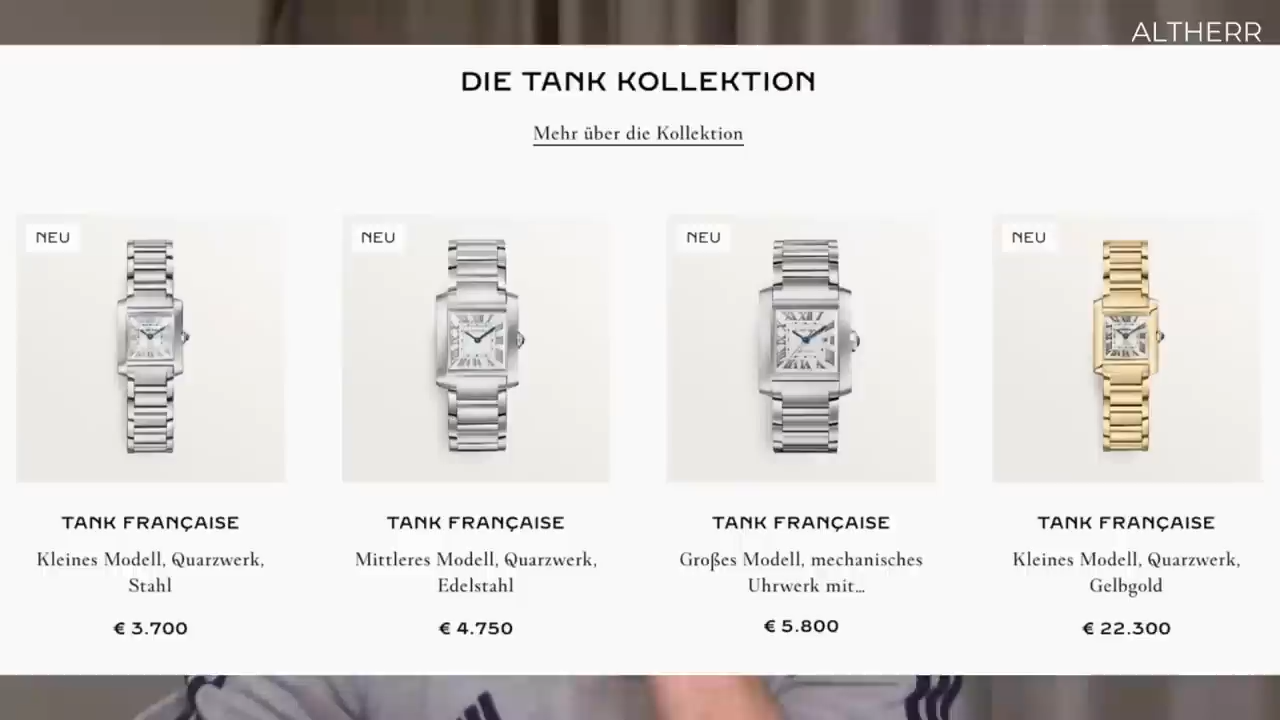 ALTHERR
DIE TANK KOLLEKTION
Mehr über die Kollektion
NEU
NEU
NEU
NEU
TANK FRANÇAISE
Kleines Modell, Quarzwerk,
Stahl
€ 3.700
TANK FRANÇAISE
Mittleres Modell, Quarzwerk,
Edelstahl
€ 4.750
TANK FRANÇAISE
Großes Modell, mechanisches
Uhrwerk mit...
€ 5.800
TANK FRANÇAISE
Kleines Modell, Quarzwerk,
Gelbgold
€ 22.300